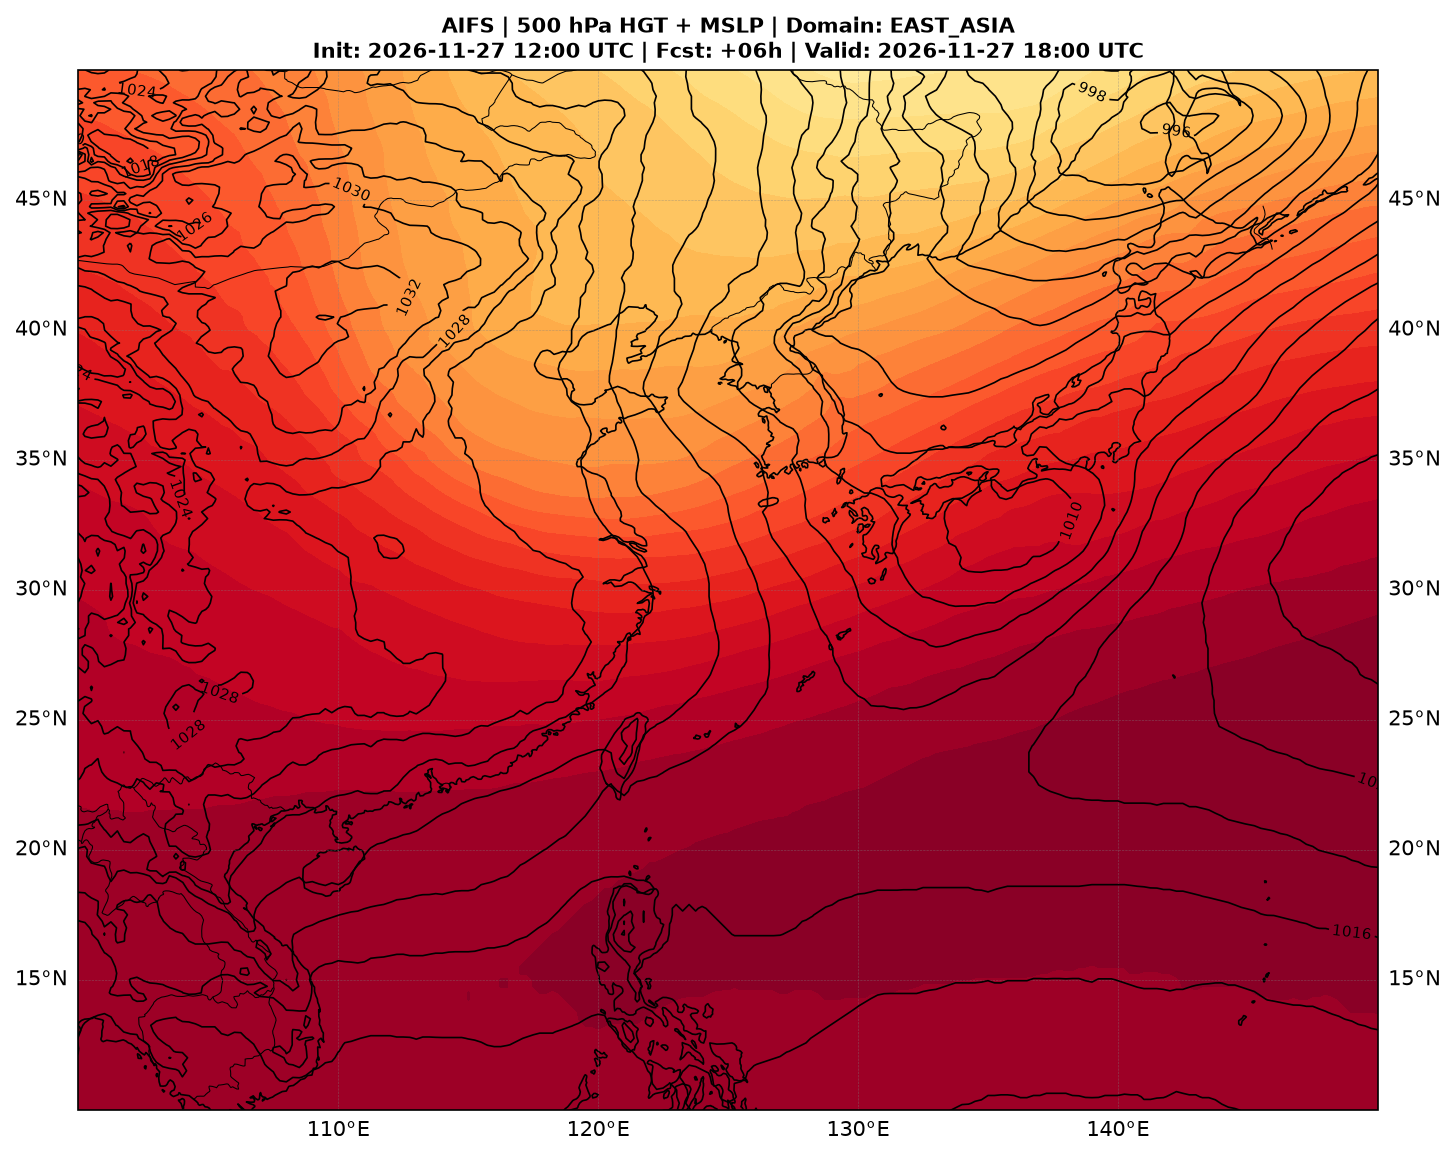 AIFS | 500 hPa HGT + MSLP | Domain: EAST_ASIA
Init: 2026-11-27 12:00 UTC | Fcst: +06h | Valid: 2026-11-27 18:00 UTC
1024
998
996
1018
1030
45°N
45°N
1026
1032
1028
40°N
40°N
35°N
35°N
1024
1010
30°N
30°N
1028
25°N
25°N
1028
10
20°N
20°N
1016
15°N
15°N
110°E
120°E
130°E
140°E